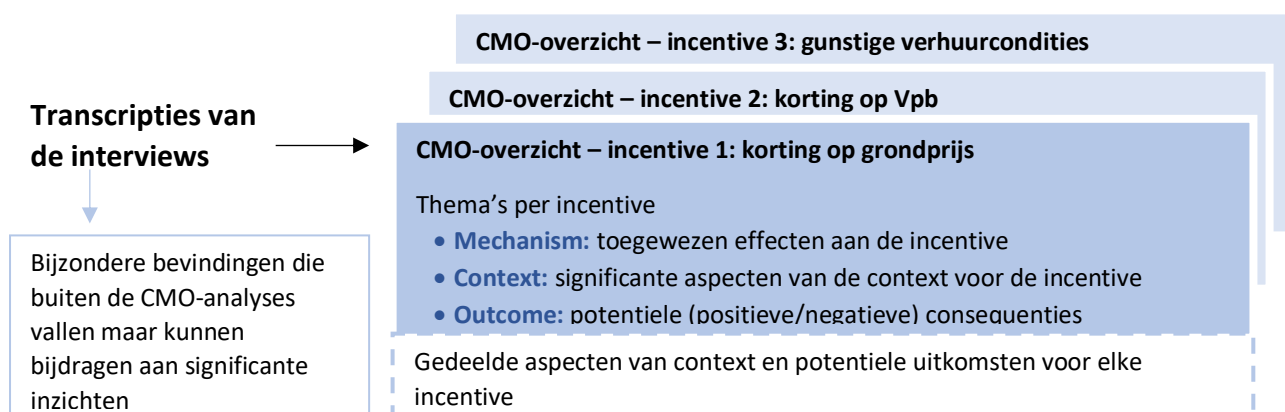 CMO-overzicht – incentive 3: gunstige verhuurcondities
CMO-overzicht – incentive 2: korting op Vpb
Transcripties van
de interviews
CMO-overzicht – incentive 1: korting op grondprijs
Thema's per incentive
• Mechanism: toegewezen effecten aan de incentive
• Context: significante aspecten van de context voor de incentive
• Outcome: potentiele (positieve/negatieve) consequenties
Bijzondere bevindingen die
buiten de CMO-analyses
vallen maar kunnen
bijdragen aan significante
inzichten
Gedeelde aspecten van context en potentiele uitkomsten voor elke
incentive